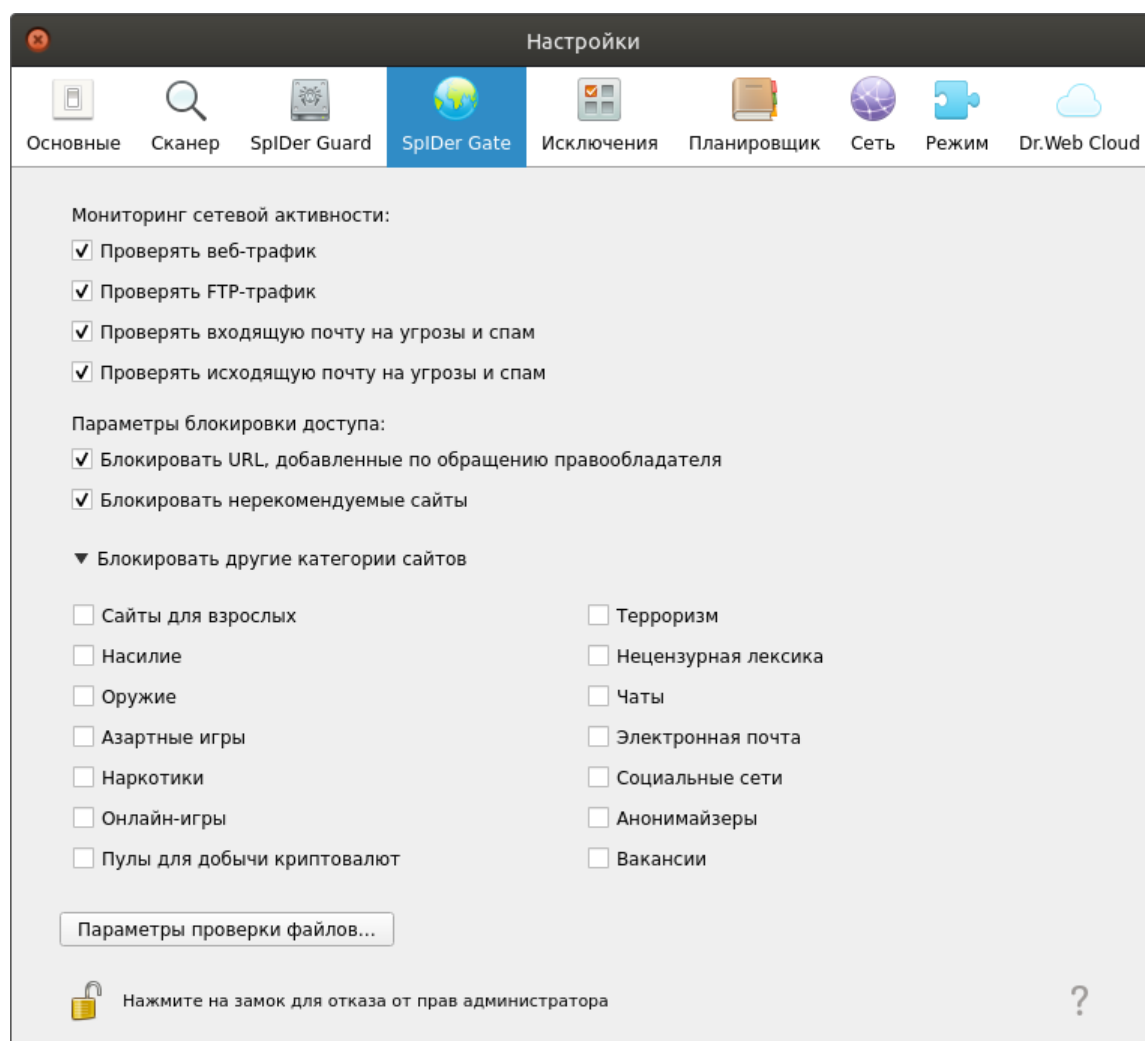 Настройки
Основные Сканер SpIDer Guard SpIDer Gate Исключения Планировщик Сеть Режим Dr.Web Cloud
Мониторинг сетевой активности:
Проверять веб-трафик
Проверять FTP-трафик
Проверять входящую почту на угрозы и спам
Проверять исходящую почту на угрозы и спам
Параметры блокировки доступа:
Блокировать URL, добавленные по обращению правообладателя
Блокировать нерекомендуемые сайты
Блокировать другие категории сайтов
Сайты для взрослых Терроризм
Насилие Нецензурная лексика
Оружие Чаты
Азартные игры Электронная почта
Наркотики Социальные сети
Онлайн-игры Анонимайзеры
Пулы для добычи криптовалют Вакансии
Параметры проверки файлов...
Нажмите на замок для отказа от прав администратора ?